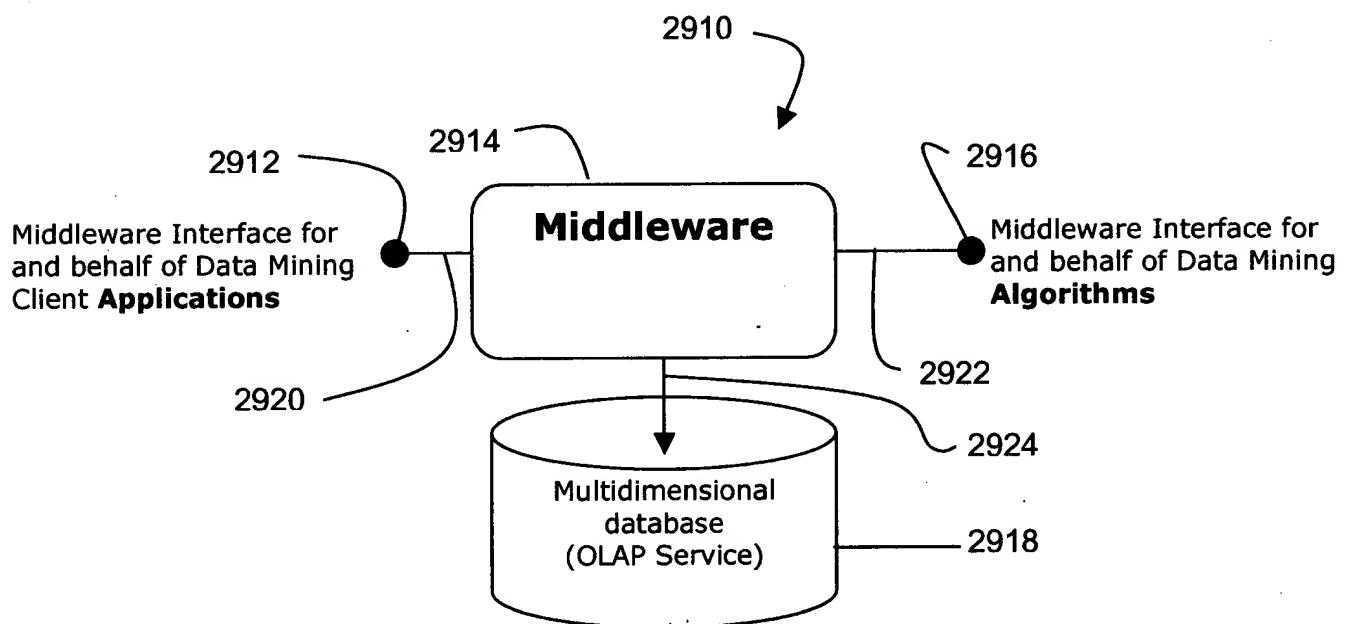 2910
2914
2912
2916
Middleware
Middleware Interface for
and behalf of Data Mining
Client Applications
Middleware Interface for
and behalf of Data Mining
Algorithms
2920
2922
2924
Multidimensional
database
(OLAP Service)
2918